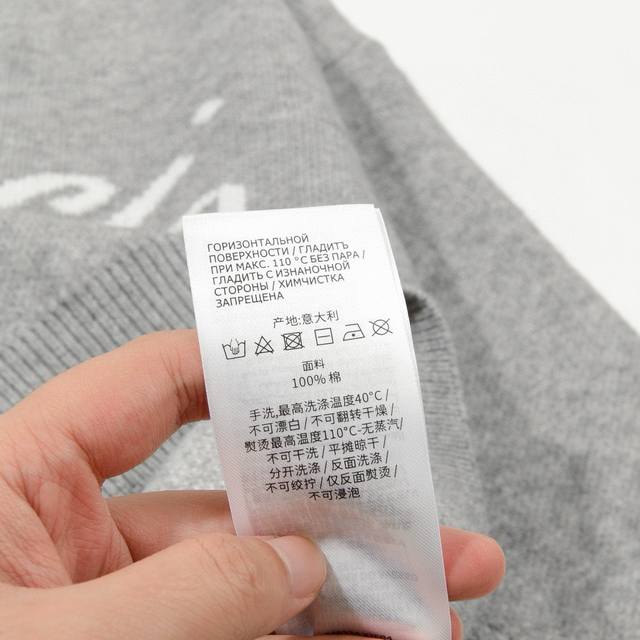 ГОРИЗОНТАЛЬНОЙ
ПОВЕРХНОСТИ / ГЛАДИТЬ
ПРИ МАКС. 110 °C БЕЗ ПАРА /
ГЛАДИТЬ С ИЗНАНОЧНОЙ
СТОРОНЫ / ХИМЧИСТКА
ЗАПРЕЩЕНА
产地:意大利
面料
100% 棉
手洗,最高洗涤温度40°C/
不可漂白/不可翻转干燥/
熨烫最高温度110°C-无蒸汽/
不可干洗/平摊晾干/
分开洗涤/反面洗涤/
不可绞拧/仅反面熨烫/
不可浸泡